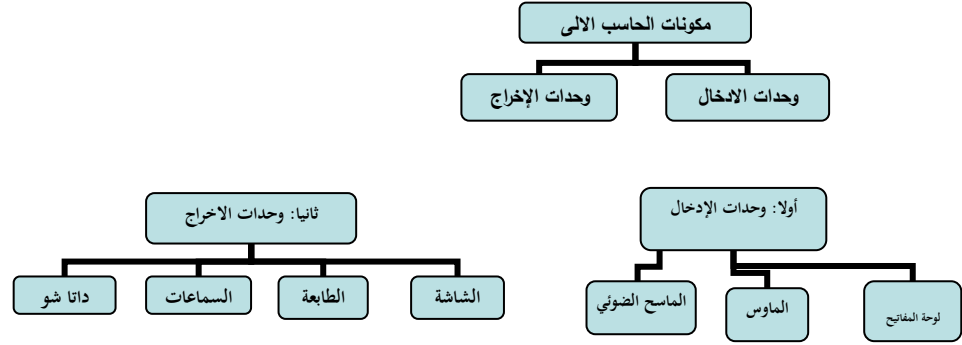 مكونات الحاسب الالى
وحدات الادخال
وحدات الإخراج
أولا: وحدات الإدخال
لوحة المفاتيح
الماوس
الماسح الضوئي
ثانيا: وحدات الاخراج
الشاشة
الطابعة
السماعات
داتا شو